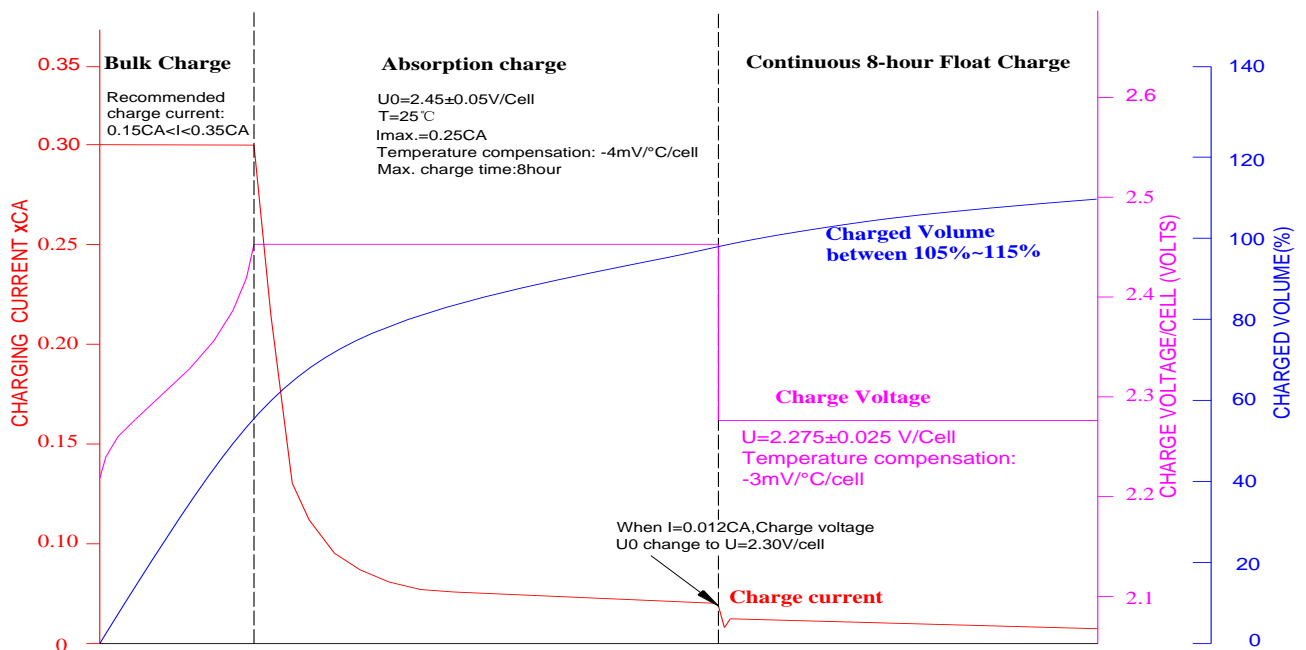 Bulk Charge
Recommended
charge current:
0.15CA<I<0.35CA
Absorption charge
U0=2.45±0.05V/Cell
T=25℃
Imax.=0.25CA
Temperature compensation: -4mV/°C/cell
Max. charge time:8hour
Continuous 8-hour Float Charge
Charged Volume
between 105%~115%
Charge Voltage
U=2.275±0.025 V/Cell
Temperature compensation:
-3mV/°C/cell
When I=0.012CA,Charge voltage
U0 change to U=2.30V/cell
Charge current
CHARGING CURRENT xCA
0.35
0.30
0.25
0.20
0.15
0.10
0
CHARGE VOLTAGE/CELL (VOLTS)
2.6
2.5
2.4
2.3
2.2
2.1
CHARGED VOLUME(%)
140
120
100
80
60
40
20
0